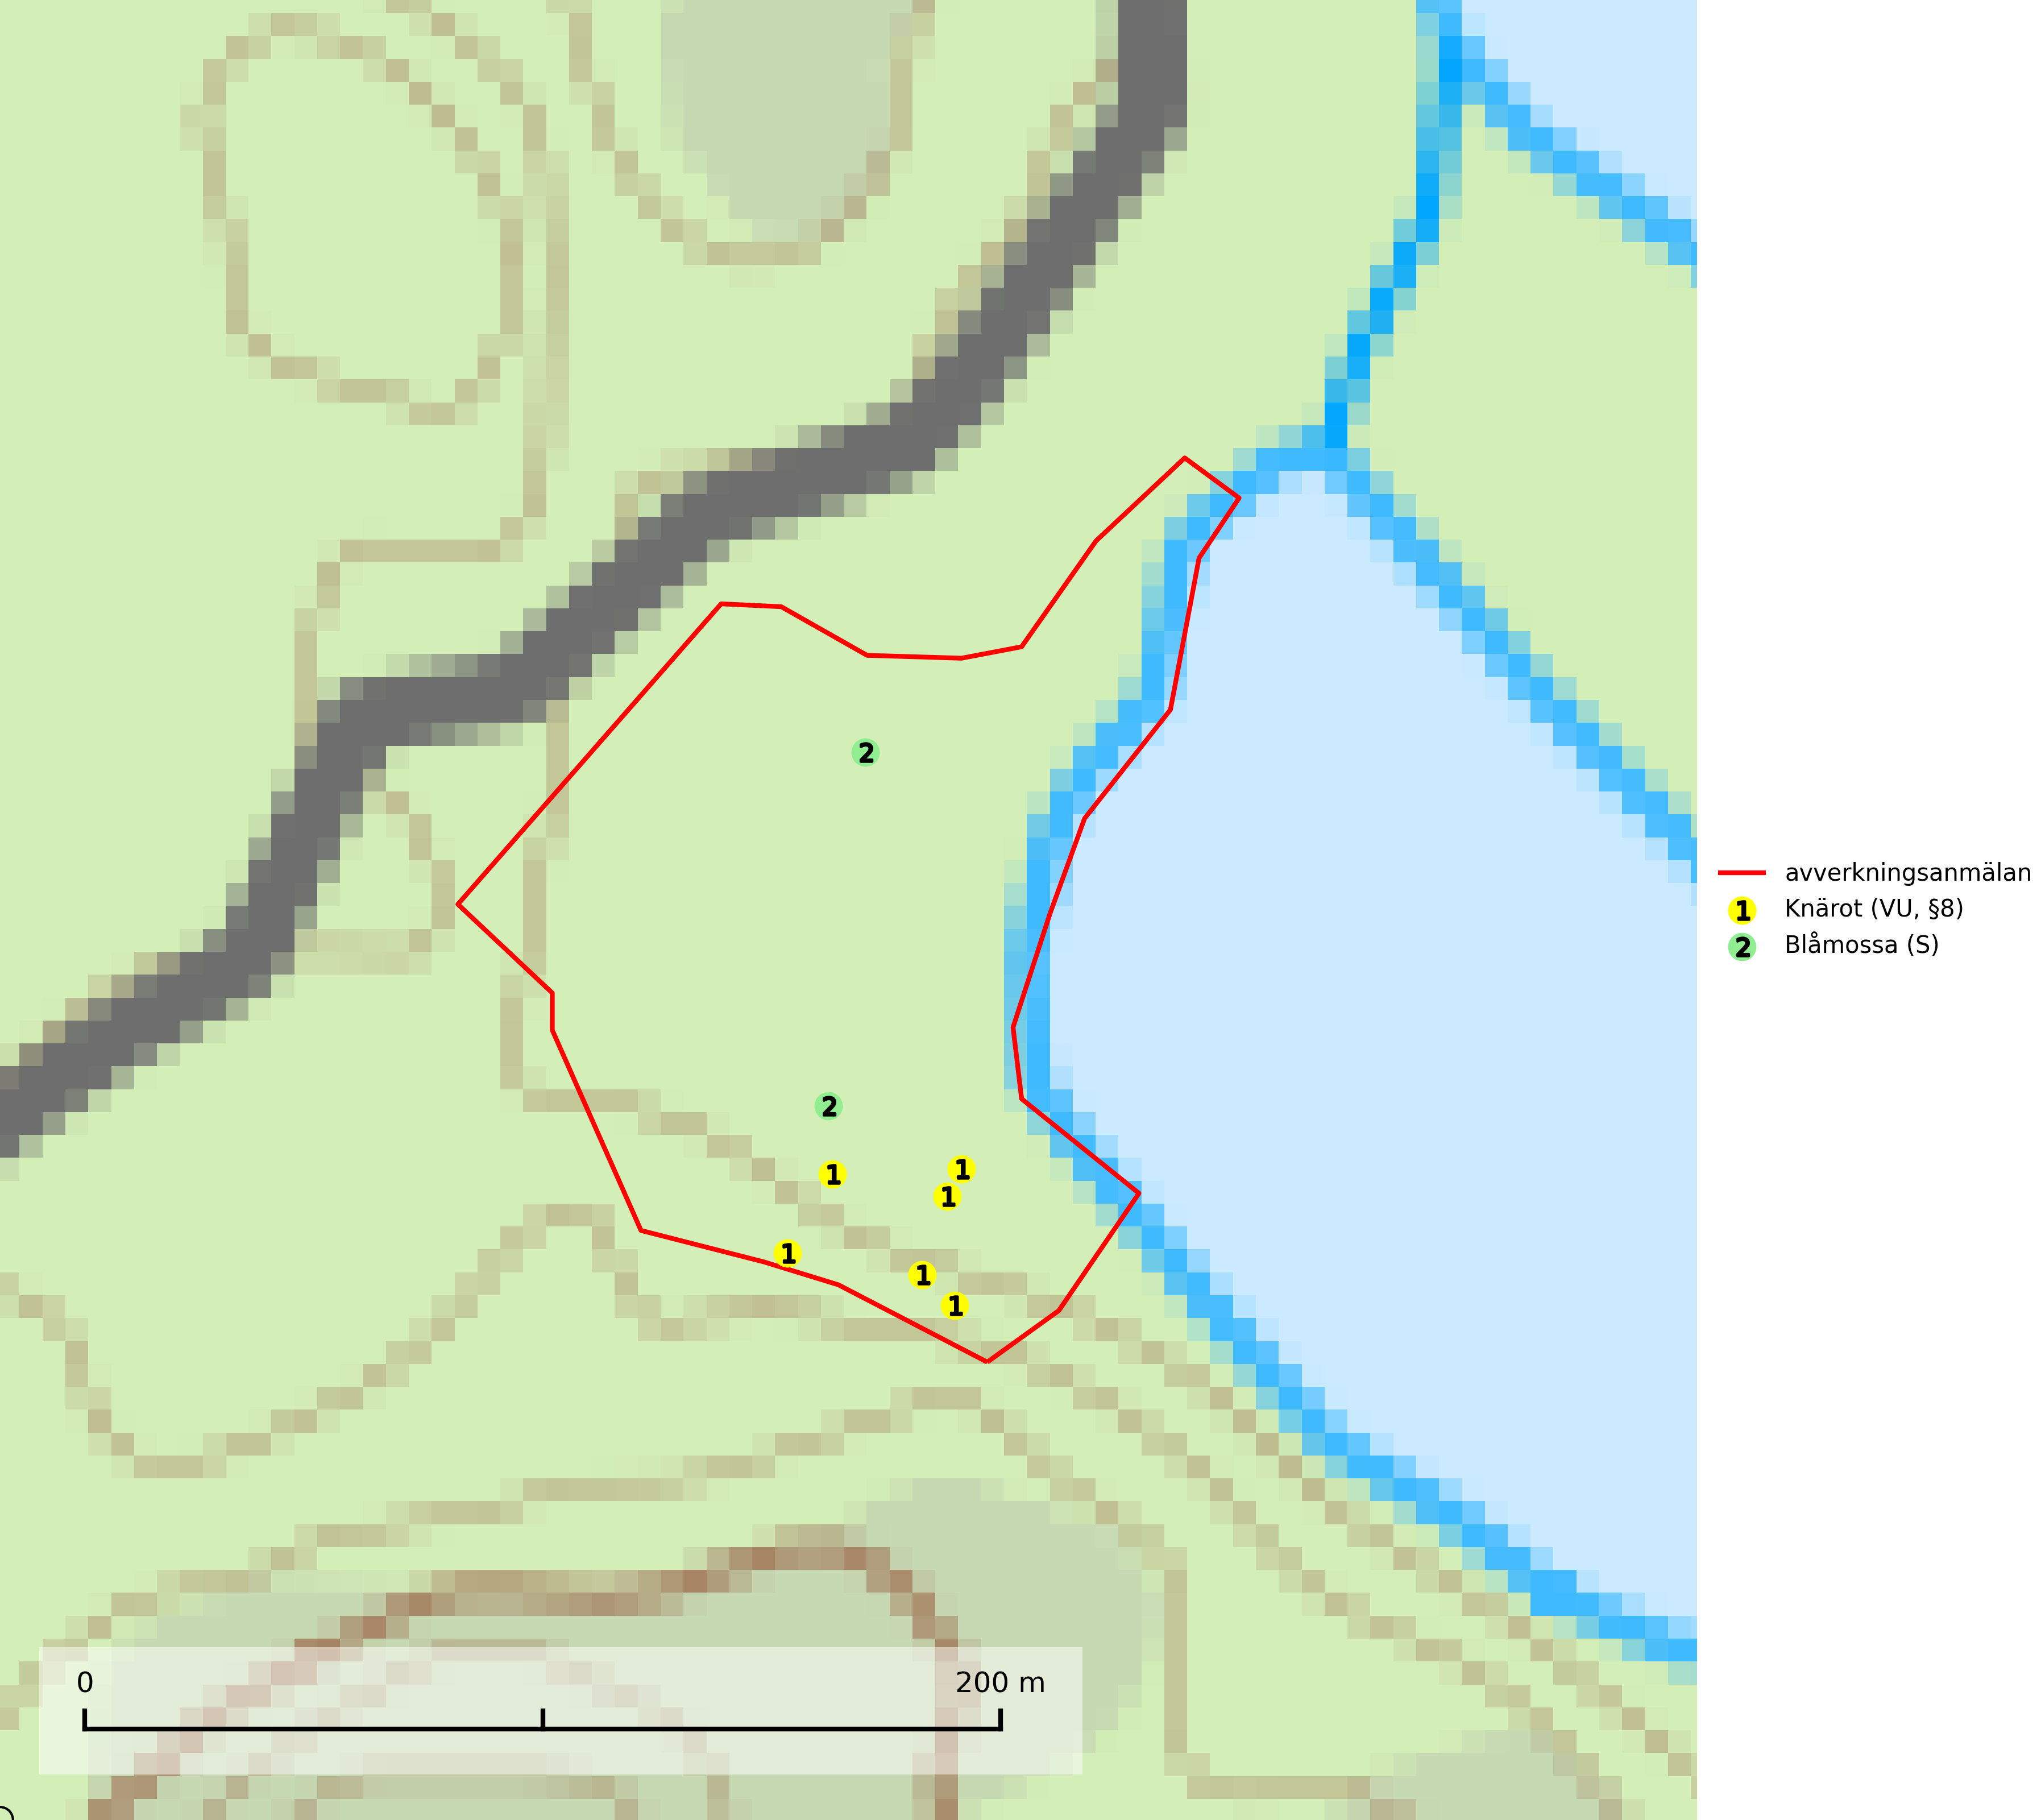 2
2
1
1
1
1
1
1
avverkningsanmälan
1 Knärot (VU, §8)
2 Blåmossa (S)
0 200 m